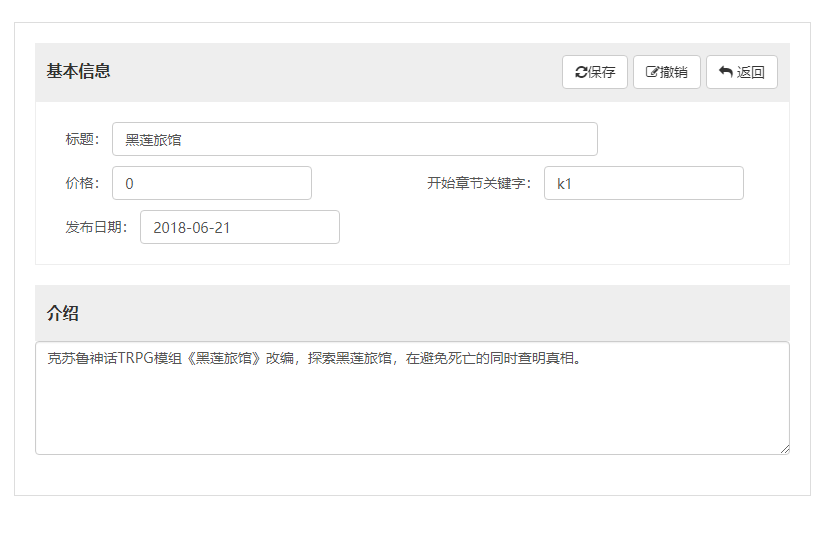 基本信息 保存 撤销 返回
标题: 黑莲旅馆
价格: 0 开始章节关键字: k1
发布日期: 2018-06-21
介绍
克苏鲁神话TRPG模组《黑莲旅馆》改编，探索黑莲旅馆，在避免死亡的同时查明真相。